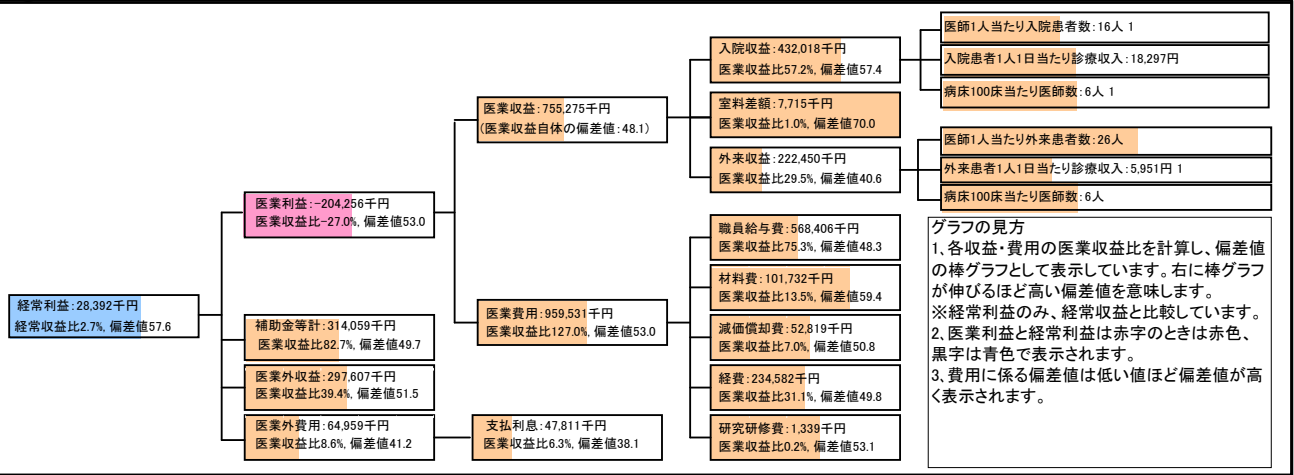 経常利益:28,392千円
経常収益比2.7%, 偏差値57.6
医業利益:-204,256千円
医業収益比-27.0%, 偏差値53.0
補助金等計:314,059千円
医業収益比82.7%, 偏差値49.7
医業外収益:297,607千円
医業収益比39.4%, 偏差値51.5
医業外費用:64,959千円
医業収益比8.6%, 偏差値41.2
支払利息:47,811千円
医業収益比6.3%, 偏差値38.1
医業収益:755,275千円
(医業収益自体の偏差値:48.1)
医業費用:959,531千円
医業収益比127.0%, 偏差値53.0
入院収益:432,018千円
医業収益比57.2%, 偏差値57.4
室料差額:7,715千円
医業収益比1.0%, 偏差値70.0
外来収益:222,450千円
医業収益比29.5%, 偏差値40.6
職員給与費:568,406千円
医業収益比75.3%, 偏差値48.3
材料費:101,732千円
医業収益比13.5%, 偏差値59.4
減価償却費:52,819千円
医業収益比7.0%, 偏差値50.8
経費:234,582千円
医業収益比31.1%, 偏差値49.8
研究研修費:1,339千円
医業収益比0.2%, 偏差値53.1
医師1人当たり入院患者数:16人 1
入院患者1人1日当たり診療収入:18,297円
病床100床当たり医師数:6人 1
医師1人当たり外来患者数:26人
外来患者1人1日当たり診療収入:5,951円 1
病床100床当たり医師数:6人
グラフの見方
1、各収益・費用の医業収益比を計算し、偏差値
の棒グラフとして表示しています。右に棒グラフ
が伸びるほど高い偏差値を意味します。
※経常利益のみ、経常収益と比較しています。
2、医業利益と経常利益は赤字のときは赤色、
黒字は青色で表示されます。
3、費用に係る偏差値は低い値ほど偏差値が高
く表示されます。